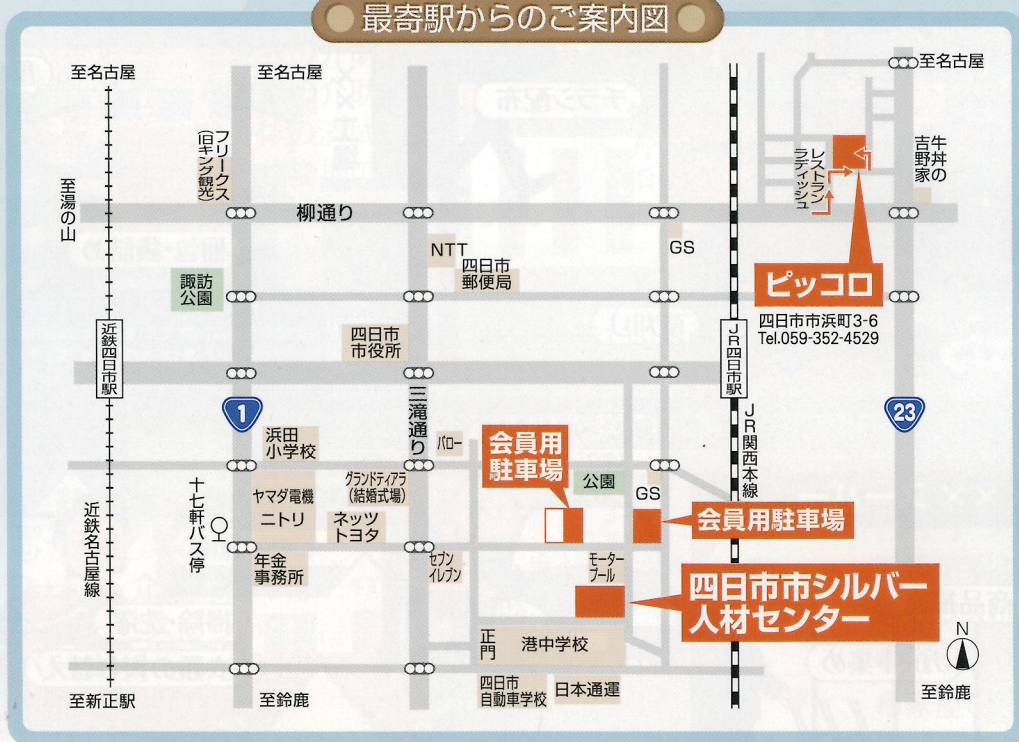 最寄駅からのご案内図
至名古屋
至名古屋
至名古屋
フリークス
(旧キング観光)
レストラン
ラディッシュ
牛丼の
吉野家
至湯の山
柳通り
NTT
四日市
郵便局
GS
諏訪
公園
ピッコロ
四日市市浜町3-6
Tel.059-352-4529
四日市
市役所
近鉄四日市駅
JR四日市駅
1
三滝通り
JR関西本線
23
浜田
小学校
バロー
会員用
駐車場
公園
GS
グランドティアラ
(結婚式場)
ヤマダ電機
ニトリ
ネッツ
トヨタ
十七軒バス停
近鉄名古屋線
会員用駐車場
年金
事務所
セブン
イレブン
モーター
プール
四日市市シルバー
人材センター
正門
港中学校
N
四日市
自動車学校
日本通運
至新正駅
至鈴鹿
至鈴鹿